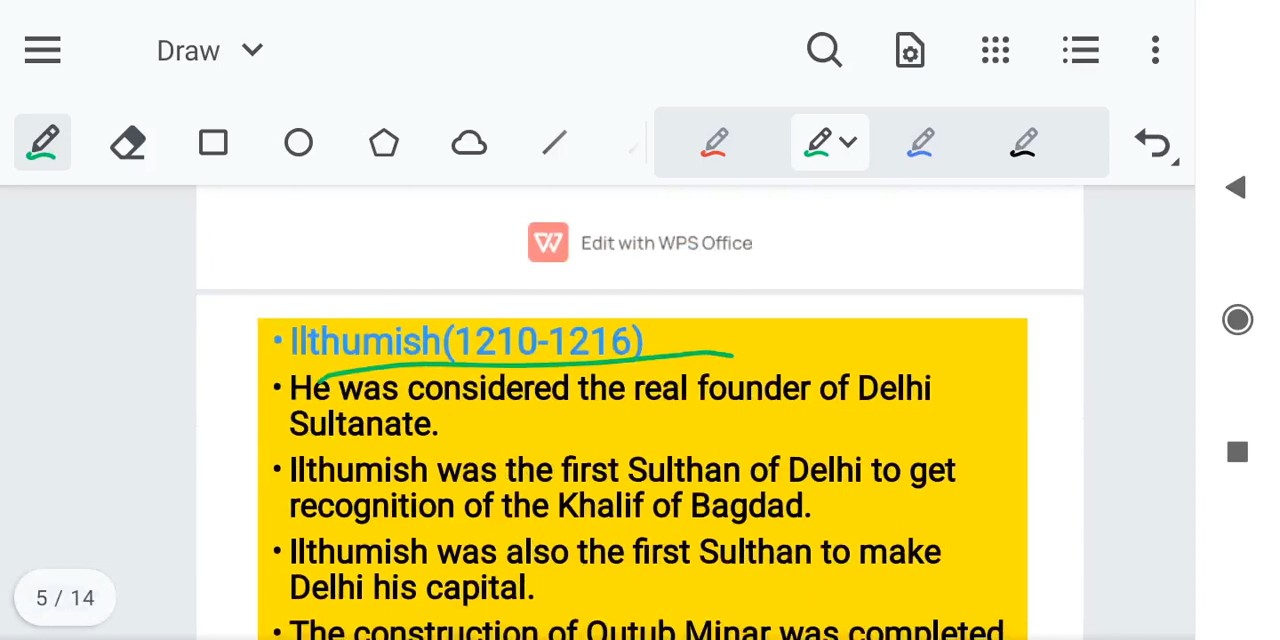 Draw
Edit with WPS Office
• Ilthumish(1210-1216)
• He was considered the real founder of Delhi
Sultanate.
• Ilthumish was the first Sulthan of Delhi to get
recognition of the Khalif of Bagdad.
• Ilthumish was also the first Sulthan to make
Delhi his capital.
• The construction of Qutub Minar was completed
5 / 14